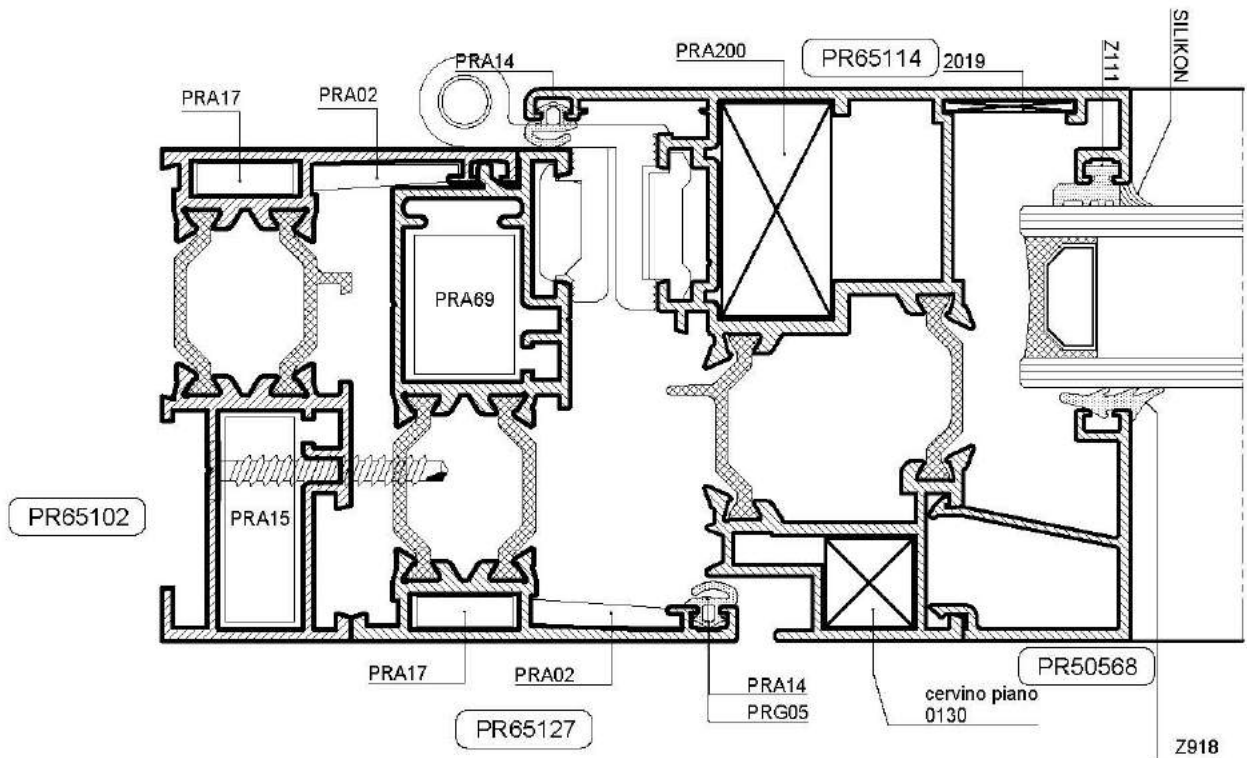 SILIKON
Z111
PRA14
PRA200
PR65114
2019
PRA17
PRA02
PRA69
PR65102
PRA15
PRA17
PRA02
PRA14
PRG05
PR65127
PR50568
cervino piano
0130
Z918